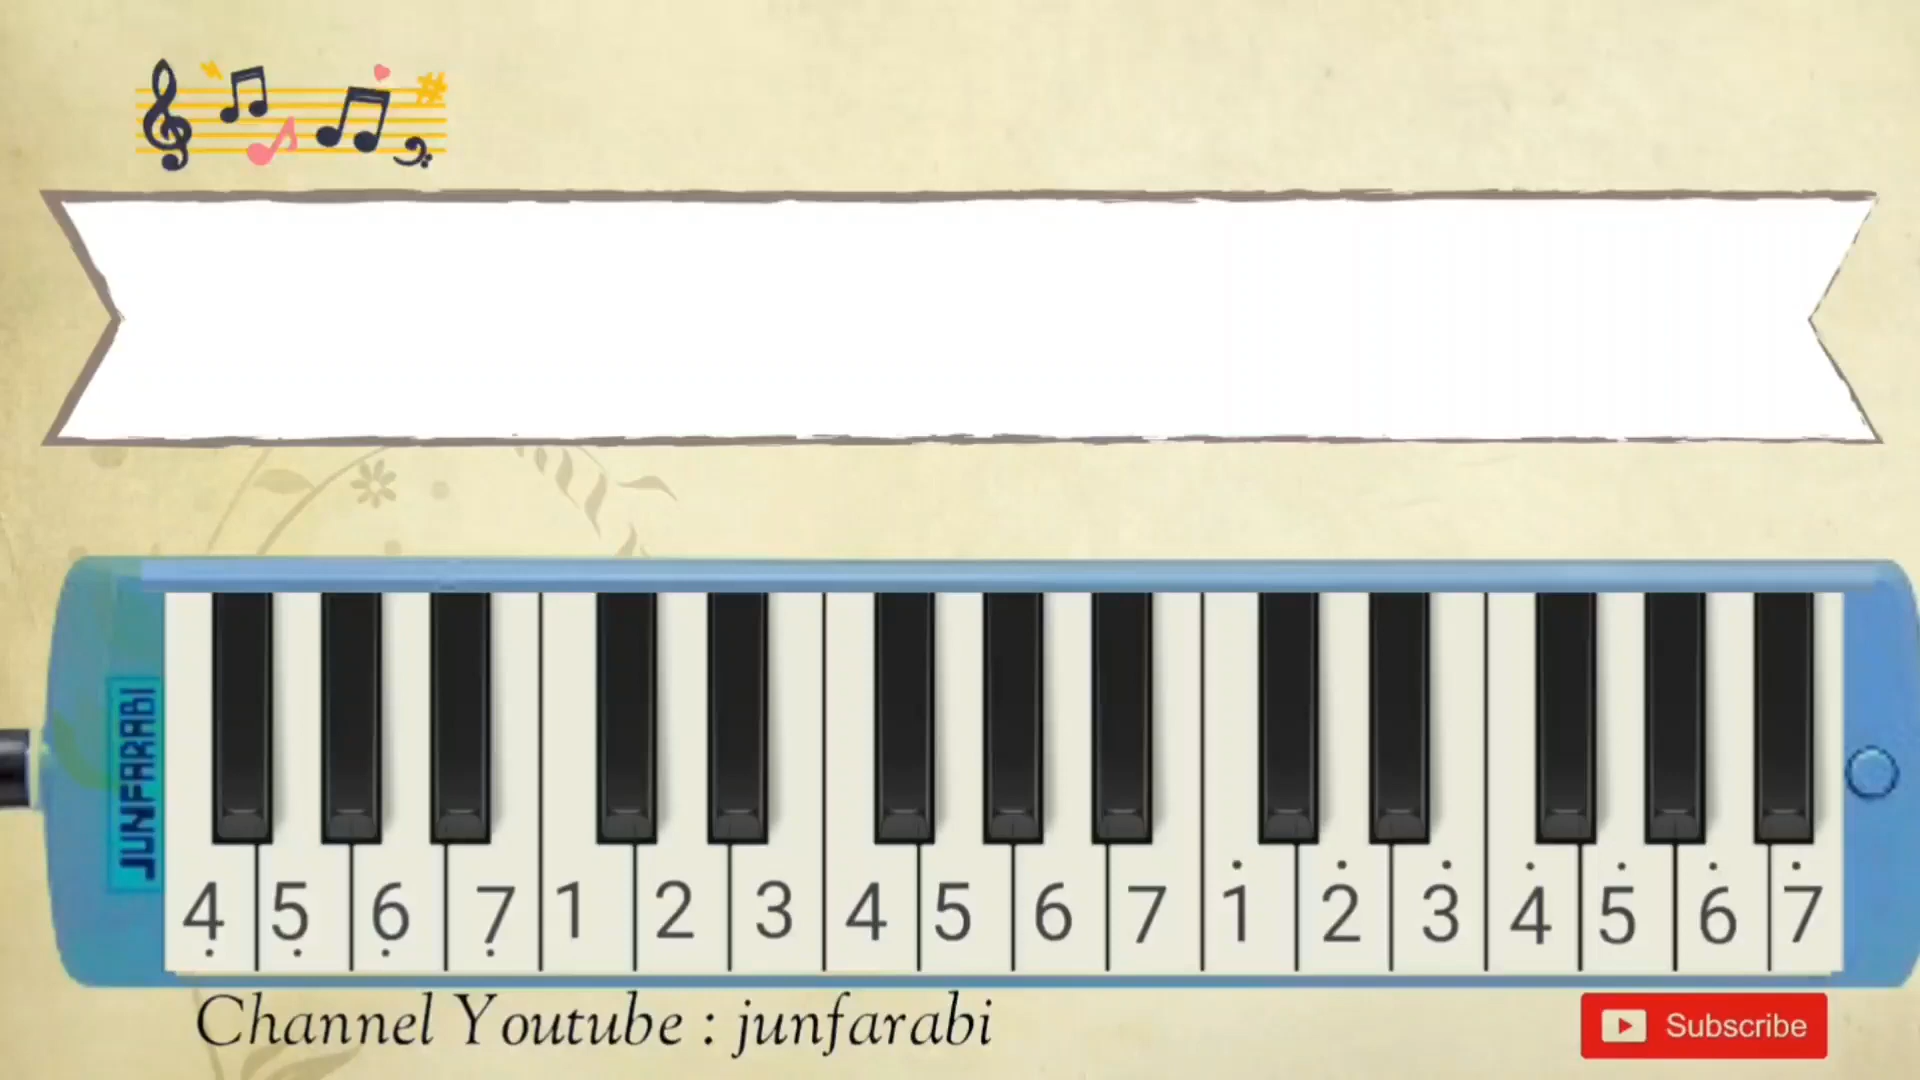 JUNFARABI
4̣ 5̣ 6̣ 7̣ 1 2 3 4 5 6 7 1̇ 2̇ 3̇ 4̇ 5̇ 6̇ 7̇
Channel Youtube : junfarabi
Subscribe